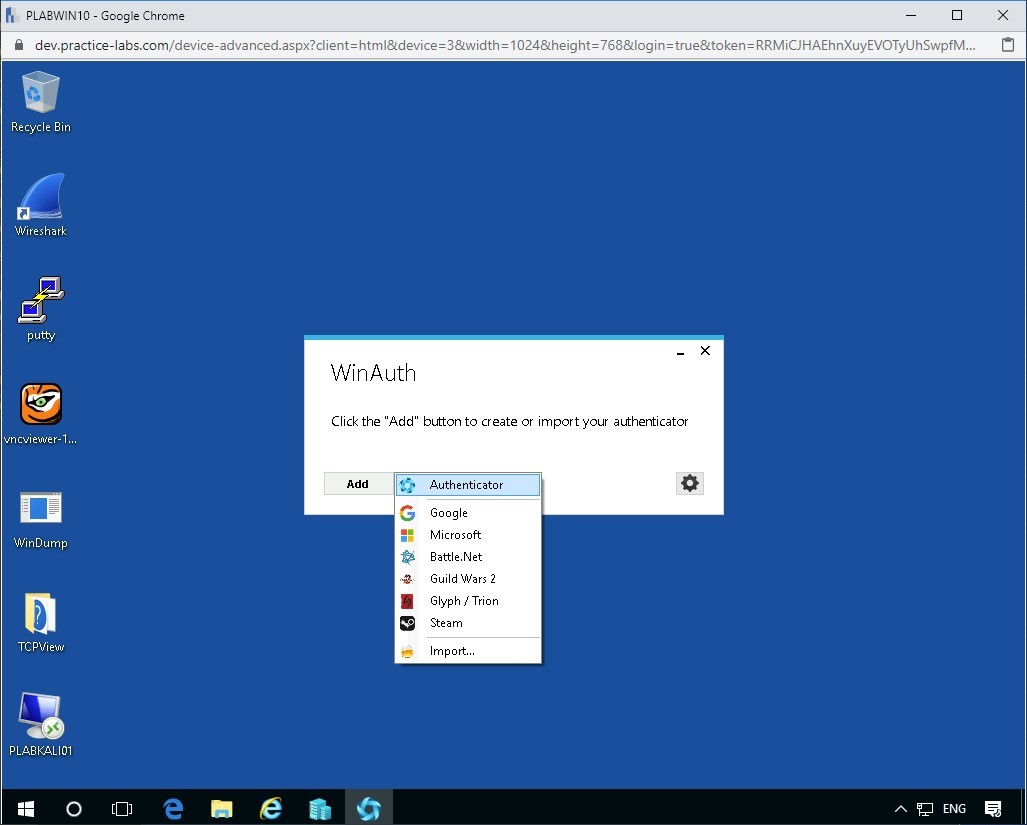 PLABWIN10 - Google Chrome
dev.practice-labs.com/device-advanced.aspx?client=html&device=3&width=1024&height=768&login=true&token=RRMiCJHAEhnXuyEVOTyUhSwpfM...
Recycle Bin
Wireshark
putty
vncviewer-1...
WinDump
TCPView
PLABKALI01
WinAuth
Click the "Add" button to create or import your authenticator
Add
Authenticator
Google
Microsoft
Battle.Net
Guild Wars 2
Glyph / Trion
Steam
Import...
ENG